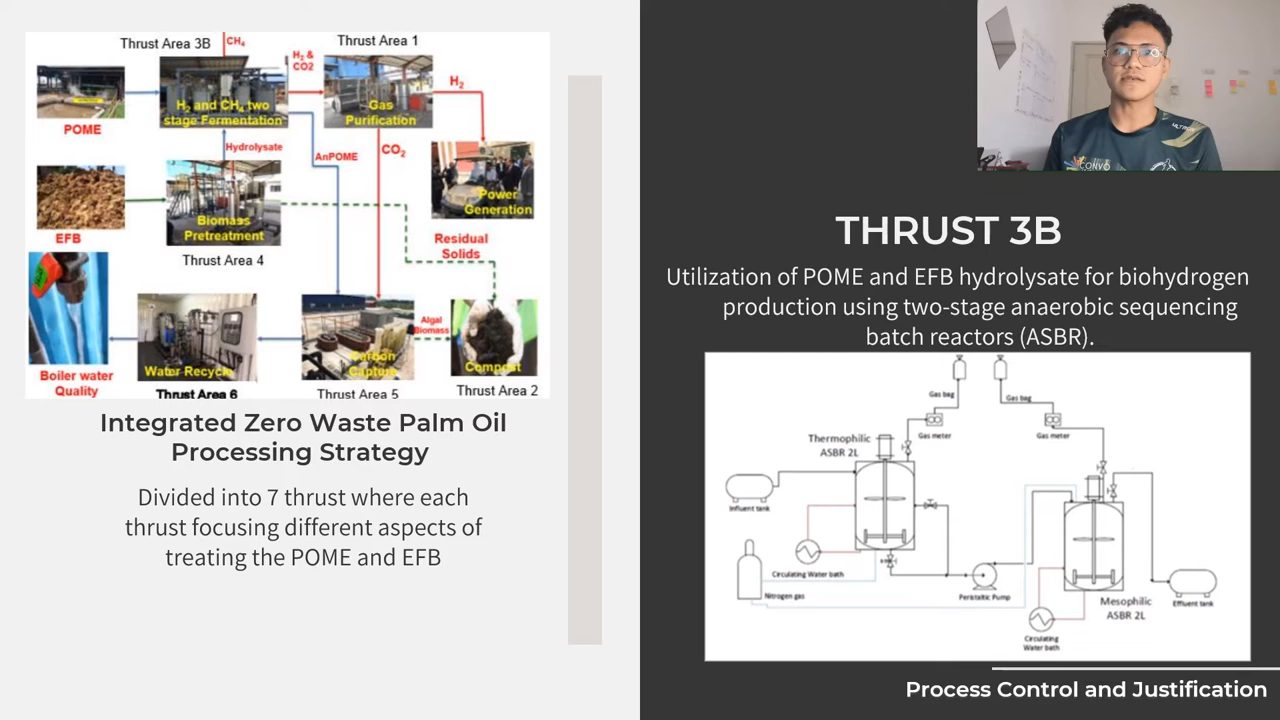 Thrust Area 3B
CH₄
H₂ &
CO2
Thrust Area 1
POME
H₂ and CH₄ two
stage Fermentation
Gas
Purification
H₂
Hydrolysate
AnPOME
CO₂
EFB
Biomass
Pretreatment
Thrust Area 4
Power
Generation
Residual
Solids
Boiler water
Quality
Water Recycle
Thrust Area 6
Carbon
Capture
Thrust Area 5
Algal
Biomass
Compost
Thrust Area 2
Integrated Zero Waste Palm Oil
Processing Strategy
Divided into 7 thrust where each
thrust focusing different aspects of
treating the POME and EFB
CONVO
THRUST 3B
Utilization of POME and EFB hydrolysate for biohydrogen
production using two-stage anaerobic sequencing
batch reactors (ASBR).
Gas bag
Gas bag
Gas meter
Gas meter
Thermophilic
ASBR 2L
Influent tank
Circulating Water bath
Nitrogen gas
Peristaltic Pump
Mesophilic
ASBR 2L
Effluent tank
Circulating
Water bath
Process Control and Justification